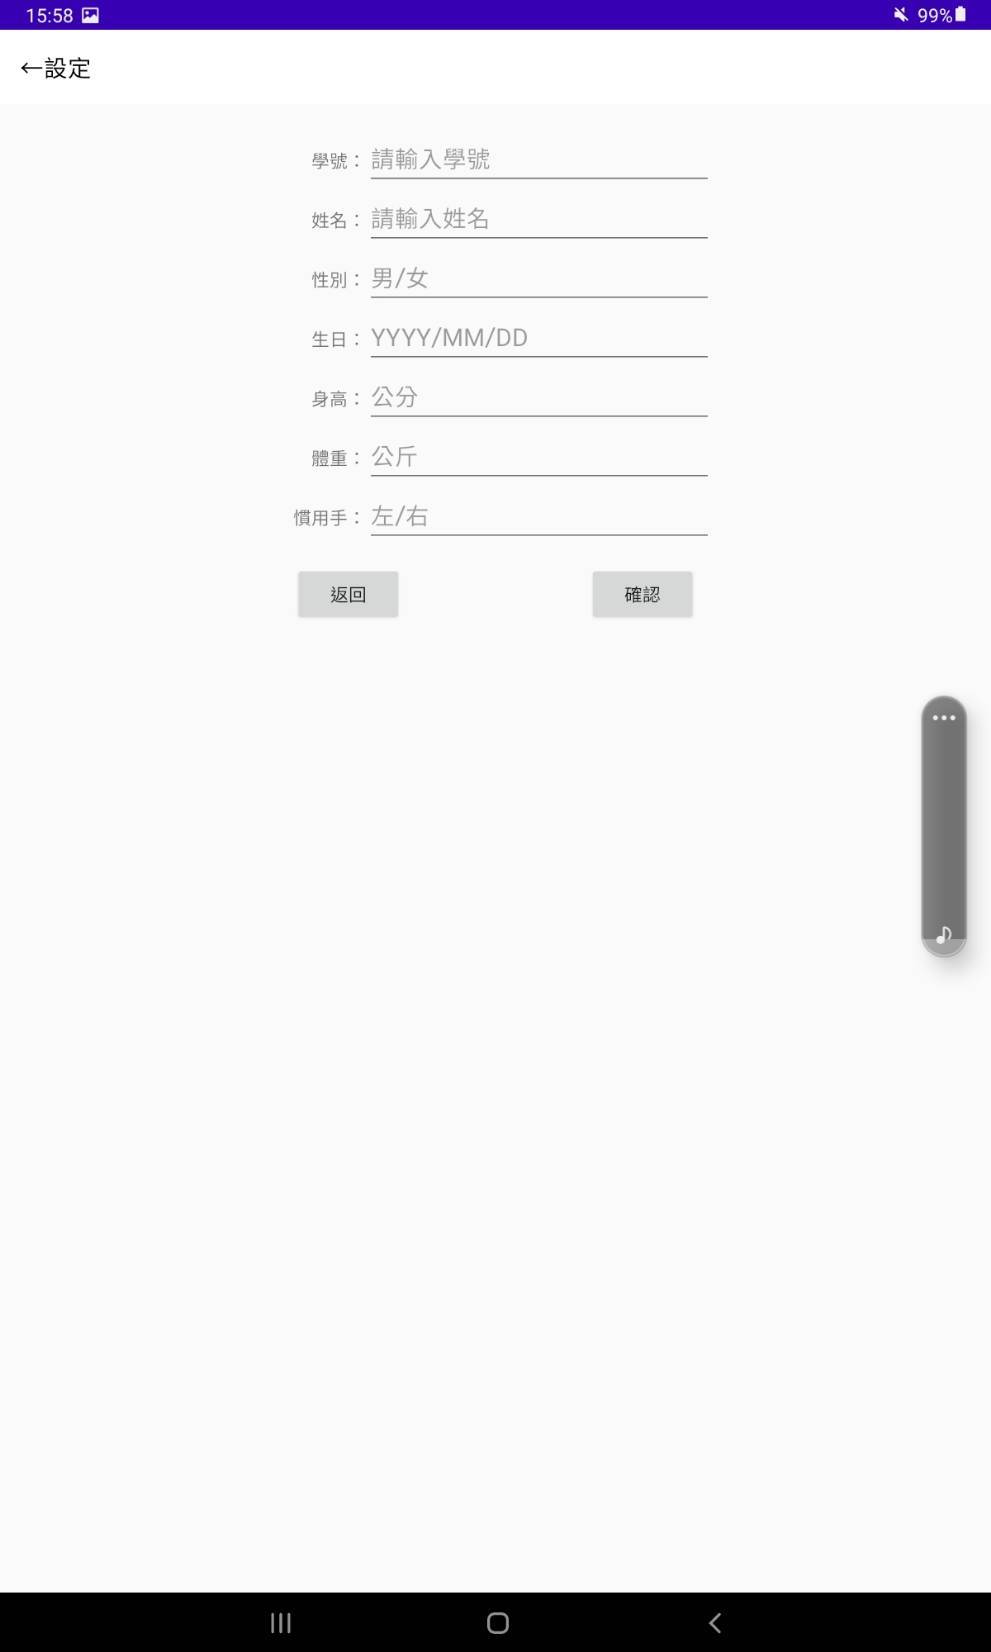 15:58
99%
←設定
學號： 請輸入學號
姓名： 請輸入姓名
性別： 男/女
生日： YYYY/MM/DD
身高： 公分
體重： 公斤
慣用手： 左/右
返回 確認